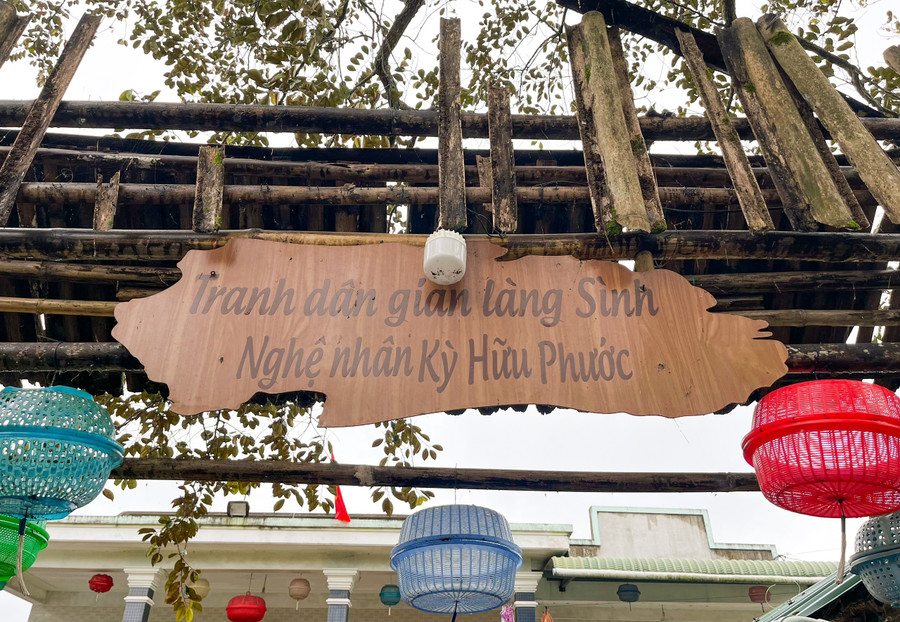 Tranh dân gian làng Sình
Nghệ nhân Kỳ Hữu Phước